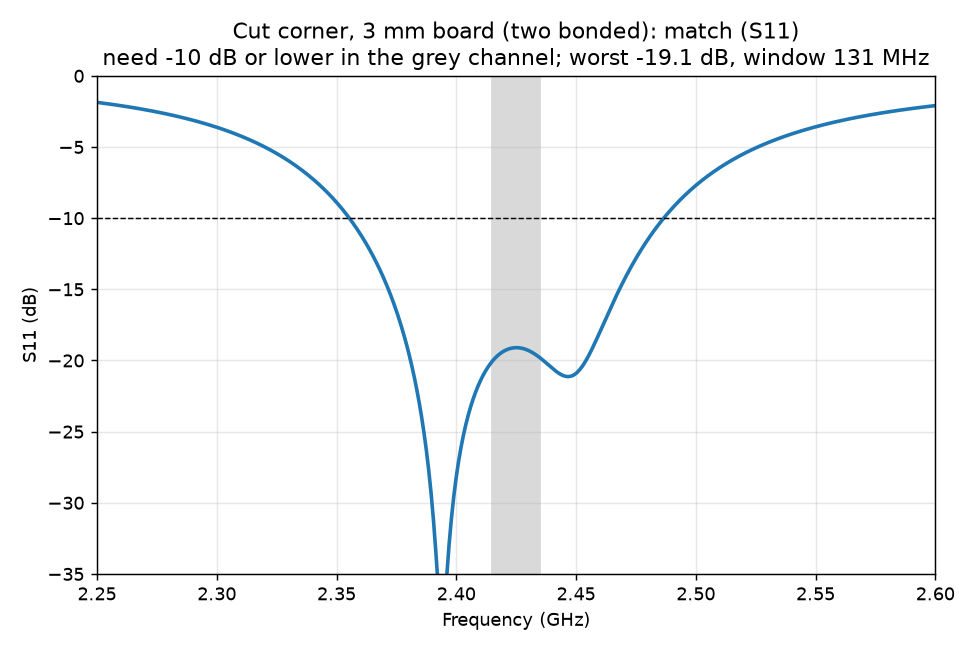 Cut corner, 3 mm board (two bonded): match (S11)
need -10 dB or lower in the grey channel; worst -19.1 dB, window 131 MHz
0
−5
−10
−15
−20
−25
−30
−35
S11 (dB)
2.25 2.30 2.35 2.40 2.45 2.50 2.55 2.60
Frequency (GHz)